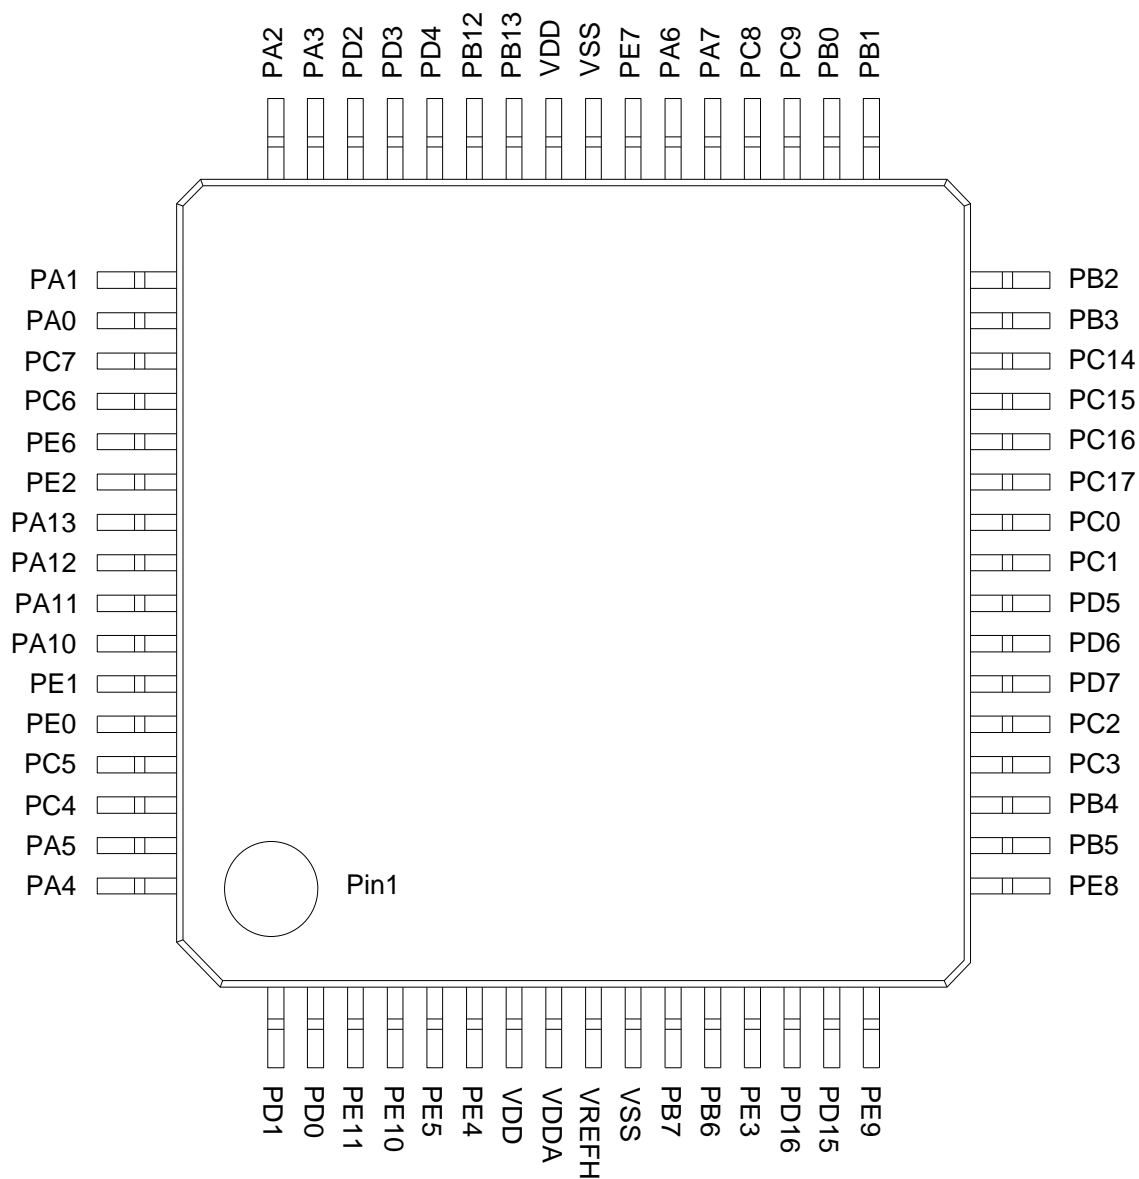 PA2
PA3
PD2
PD3
PD4
PB12
PB13
VDD
VSS
PE7
PA6
PA7
PC8
PC9
PB0
PB1
PA1
PB2
PA0
PB3
PC7
PC14
PC6
PC15
PE6
PC16
PE2
PC17
PA13
PC0
PA12
PC1
PA11
PD5
PA10
PD6
PE1
PD7
PE0
PC2
PC5
PC3
PC4
PB4
PA5
PB5
PA4
Pin1
PE8
PD1
PD0
PE11
PE10
PE5
PE4
VDD
VDDA
VREFH
VSS
PB7
PB6
PE3
PD16
PD15
PE9